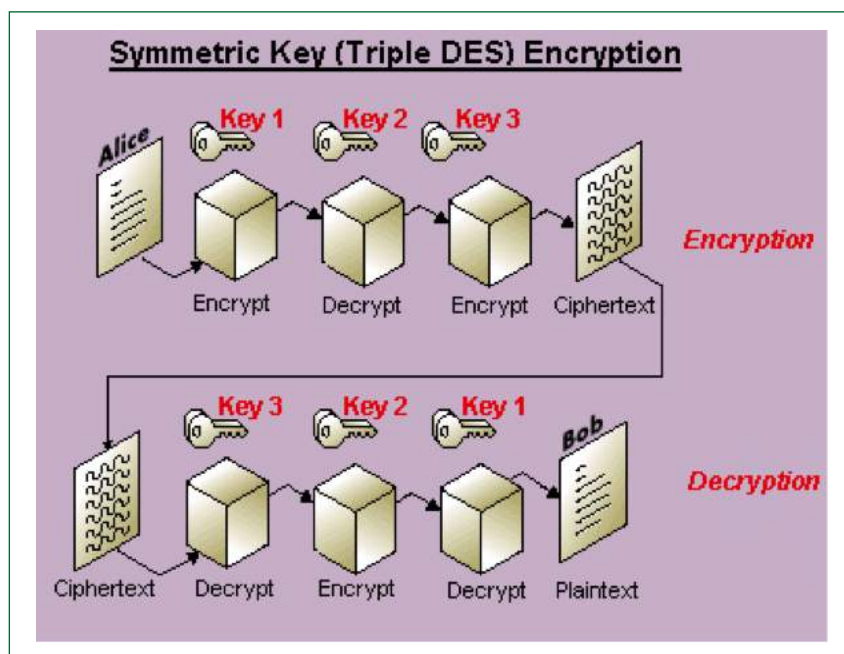 Symmetric Key (Triple DES) Encryption
Key 1 Key 2 Key 3
Alice
Encryption
Encrypt Decrypt Encrypt Ciphertext
Key 3 Key 2 Key 1
Bob
Decryption
Ciphertext Decrypt Encrypt Decrypt Plaintext